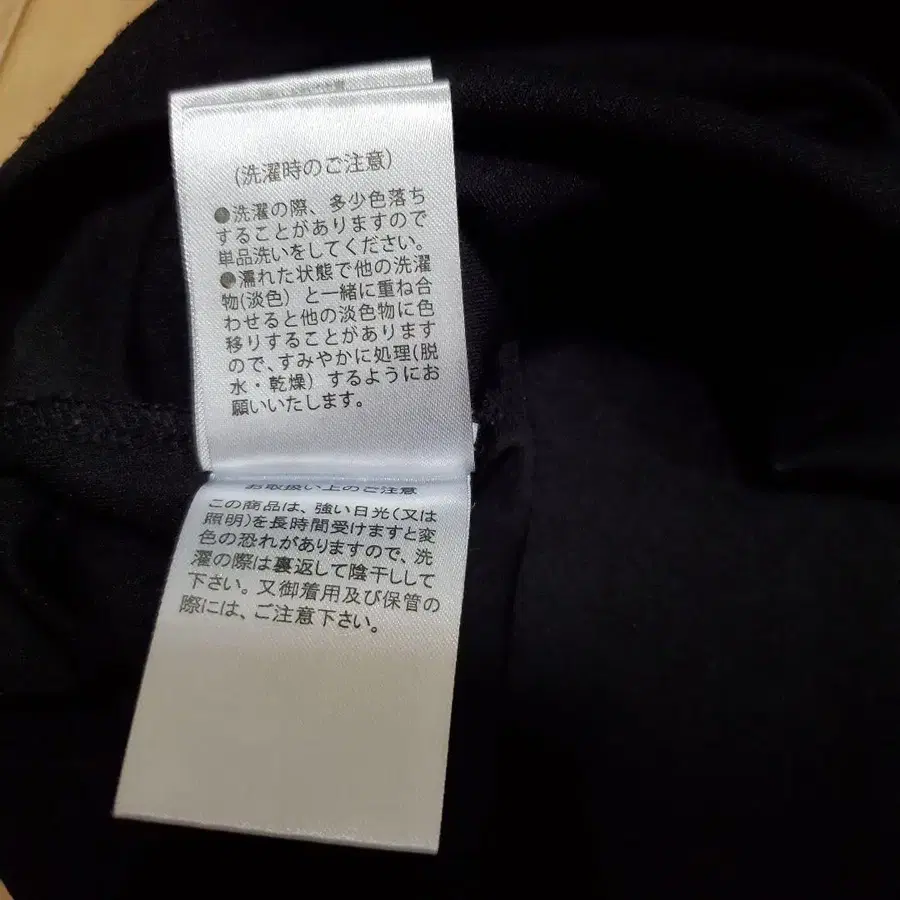 (洗濯時のご注意)
●洗濯の際、多少色落ち
することがありますので
単品洗いをしてください。
●濡れた状態で他の洗濯
物(淡色) と一緒に重ね合
わせると他の淡色物に色
移りすることがあります
ので、すみやかに処理(脱
水・乾燥) するようにお
願いいたします。
お取扱い上のご注意
この商品は、強い日光(又は
照明)を長時間受けますと変
色の恐れがありますので、洗
濯の際は裏返して陰干しして
下さい。又御着用及び保管の
際には、ご注意下さい。